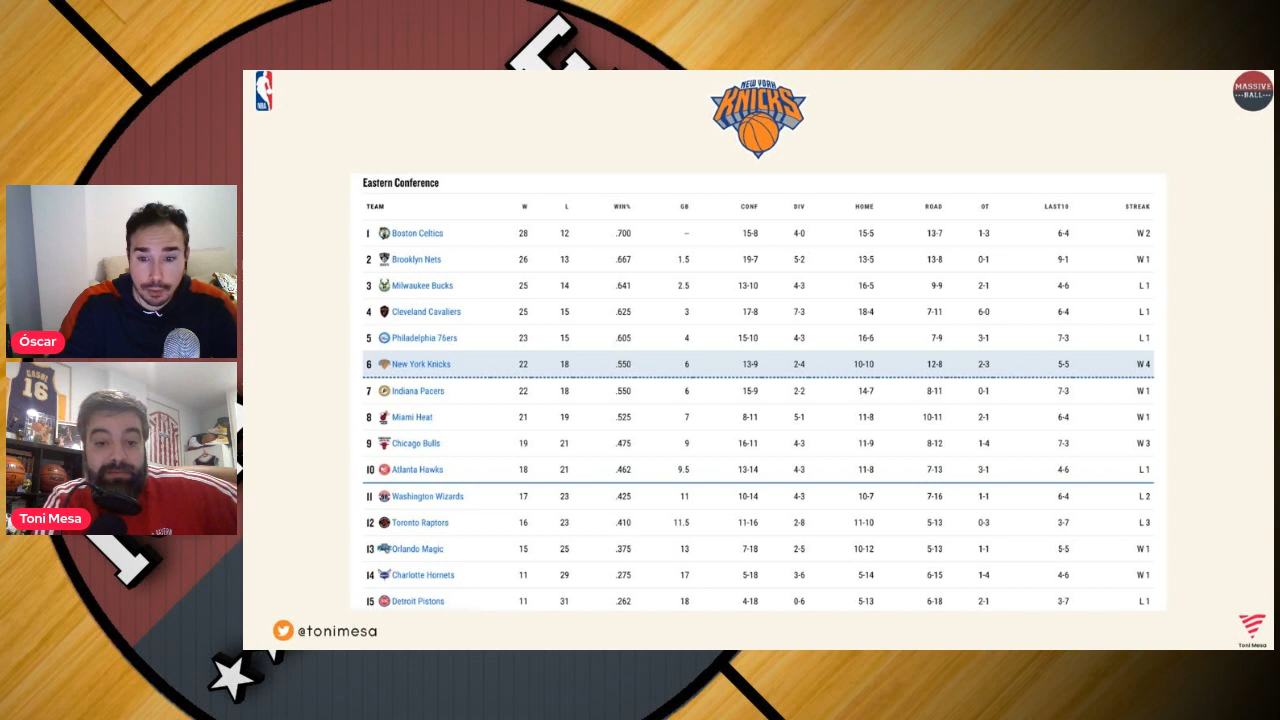 NBA
NEW YORK
KNICKS
MASSIVE
BALL
Eastern Conference
TEAM W L WIN% GB CONF DIV HOME ROAD OT LAST10 STREAK
1 Boston Celtics 28 12 .700 – 15-8 4-0 15-5 13-7 1-3 6-4 W 2
2 Brooklyn Nets 26 13 .667 1.5 19-7 5-2 13-5 13-8 0-1 9-1 W 1
3 Milwaukee Bucks 25 14 .641 2.5 13-10 4-3 16-5 9-9 2-1 4-6 L 1
4 Cleveland Cavaliers 25 15 .625 3 17-8 7-3 18-4 7-11 6-0 6-4 L 1
5 Philadelphia 76ers 23 15 .605 4 15-10 4-3 16-6 7-9 3-1 7-3 L 1
6 New York Knicks 22 18 .550 6 13-9 2-4 10-10 12-8 2-3 5-5 W 4
7 Indiana Pacers 22 18 .550 6 15-9 2-2 14-7 8-11 0-1 7-3 W 1
8 Miami Heat 21 19 .525 7 8-11 5-1 11-8 10-11 2-1 6-4 W 1
9 Chicago Bulls 19 21 .475 9 16-11 4-3 11-9 8-12 1-4 7-3 W 3
10 Atlanta Hawks 18 21 .462 9.5 13-14 4-3 11-8 7-13 3-1 4-6 L 1
11 Washington Wizards 17 23 .425 11 10-14 4-3 10-7 7-16 1-1 6-4 L 2
12 Toronto Raptors 16 23 .410 11.5 11-16 2-8 11-10 5-13 0-3 3-7 L 3
13 Orlando Magic 15 25 .375 13 7-18 2-5 10-12 5-13 1-1 5-5 W 1
14 Charlotte Hornets 11 29 .275 17 5-18 3-6 5-14 6-15 1-4 4-6 W 1
15 Detroit Pistons 11 31 .262 18 4-18 0-6 5-13 6-18 2-1 3-7 L 1
Óscar
GASOL
16
Toni Mesa
@tonimesa
Toni Mesa